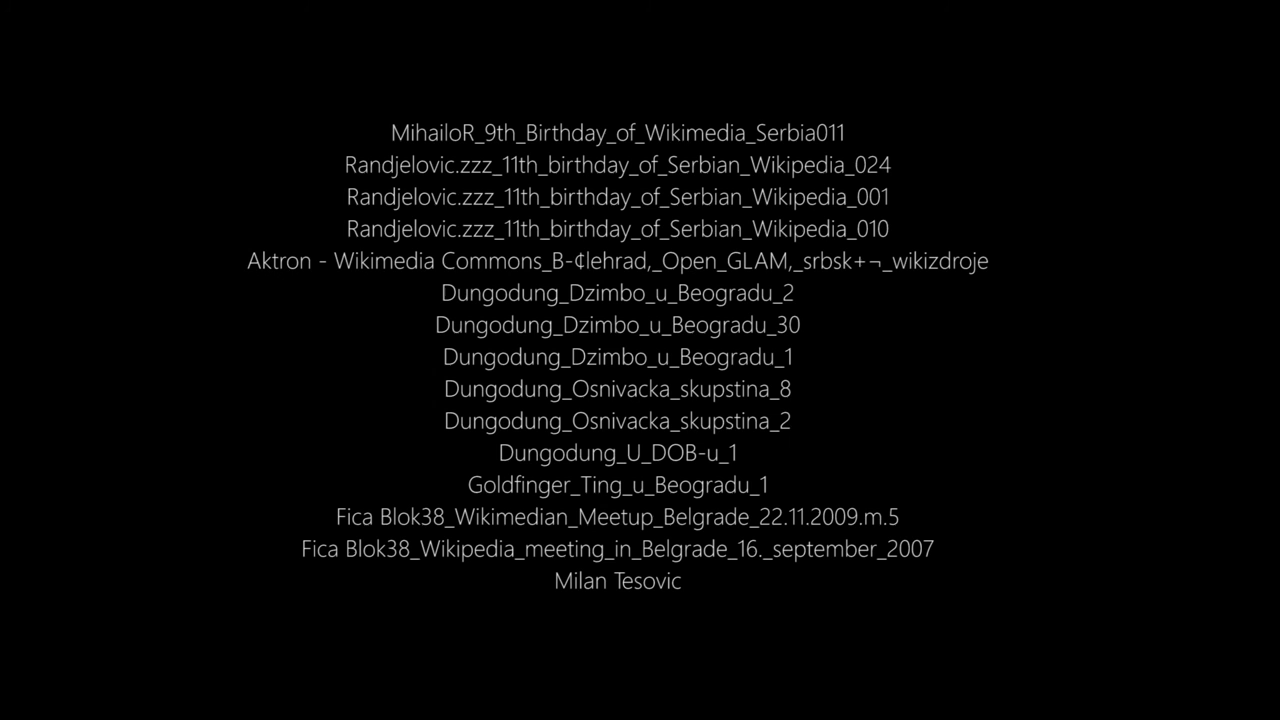 MihailoR_9th_Birthday_of_Wikimedia_Serbia011
Randjelovic.zzz_11th_birthday_of_Serbian_Wikipedia_024
Randjelovic.zzz_11th_birthday_of_Serbian_Wikipedia_001
Randjelovic.zzz_11th_birthday_of_Serbian_Wikipedia_010
Aktron - Wikimedia Commons_B-¢lehrad,_Open_GLAM,_srbsk+¬_wikizdroje
Dungodung_Dzimbo_u_Beogradu_2
Dungodung_Dzimbo_u_Beogradu_30
Dungodung_Dzimbo_u_Beogradu_1
Dungodung_Osnivacka_skupstina_8
Dungodung_Osnivacka_skupstina_2
Dungodung_U_DOB-u_1
Goldfinger_Ting_u_Beogradu_1
Fica Blok38_Wikimedian_Meetup_Belgrade_22.11.2009.m.5
Fica Blok38_Wikipedia_meeting_in_Belgrade_16._september_2007
Milan Tesovic